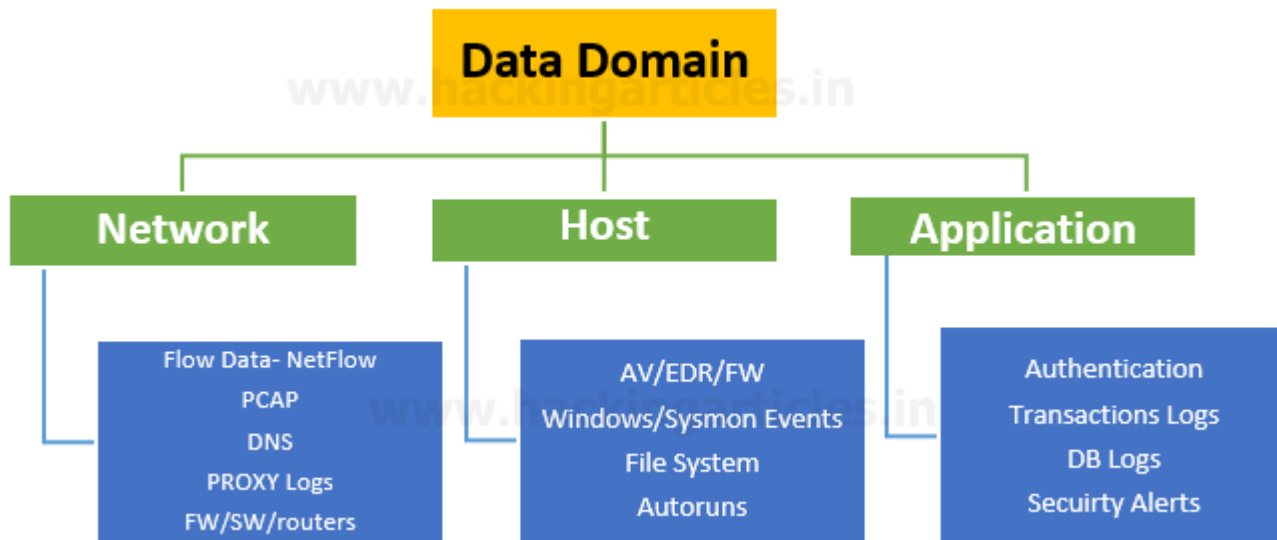 Data Domain
www.hackingarticles.in
Network
Host
Application
Flow Data- NetFlow
PCAP
DNS
PROXY Logs
FW/SW/routers
AV/EDR/FW
Windows/Sysmon Events
File System
Autoruns
www.hackingarticles.in
Authentication
Transactions Logs
DB Logs
Secuirty Alerts